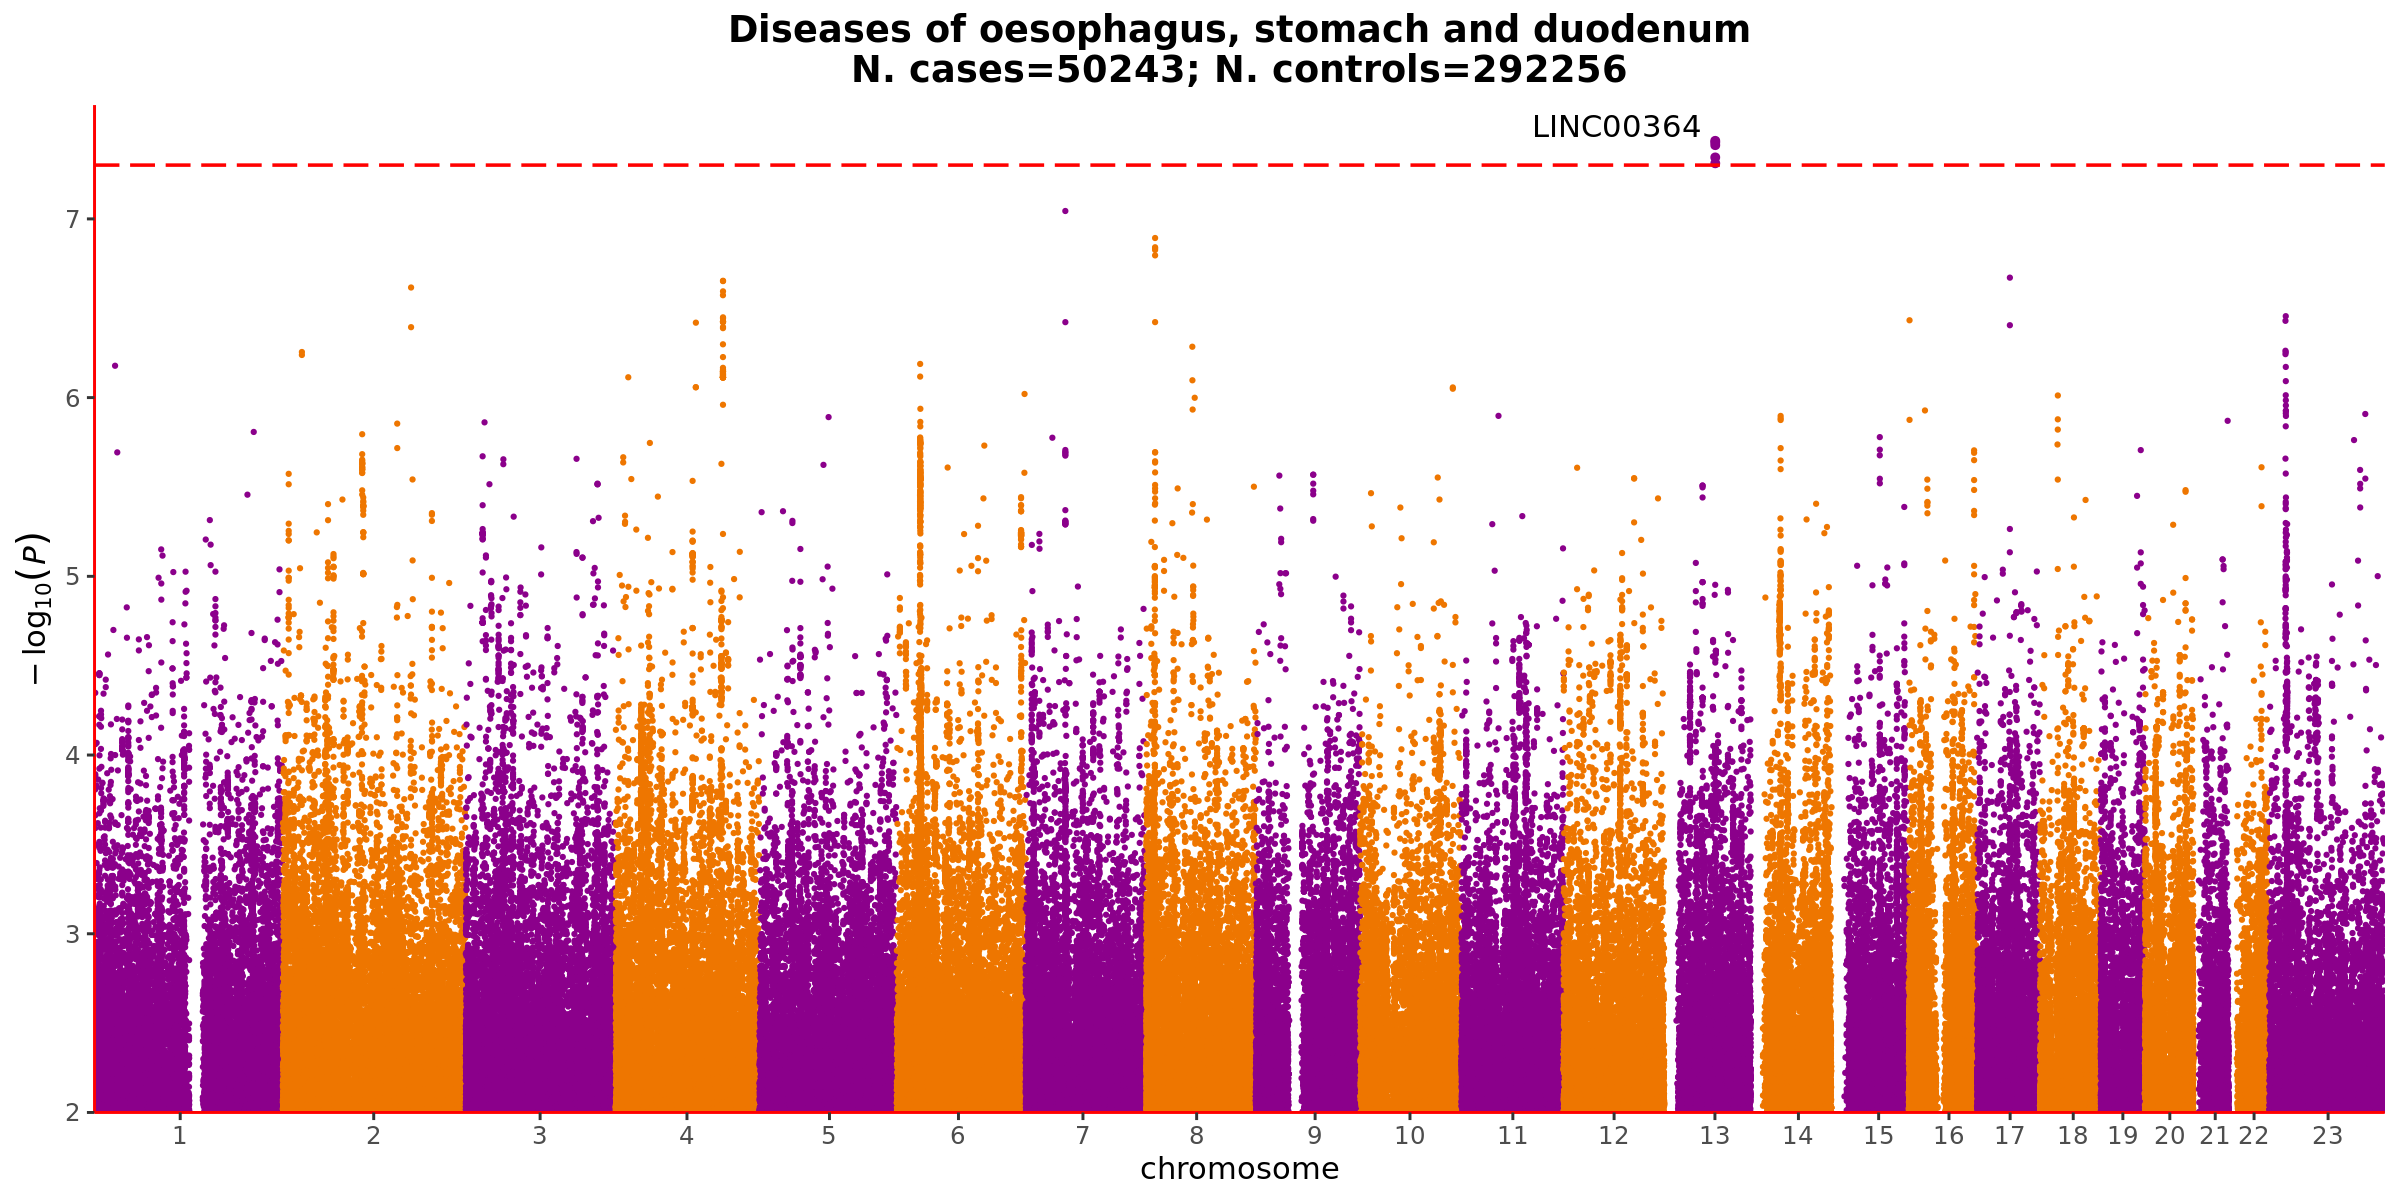 Diseases of oesophagus, stomach and duodenum
N. cases=50243; N. controls=292256
LINC00364
7
6
5
4
3
2
−log10(P)
1 2 3 4 5 6 7 8 9 10 11 12 13 14 15 16 17 18 19 20 21 22 23
chromosome